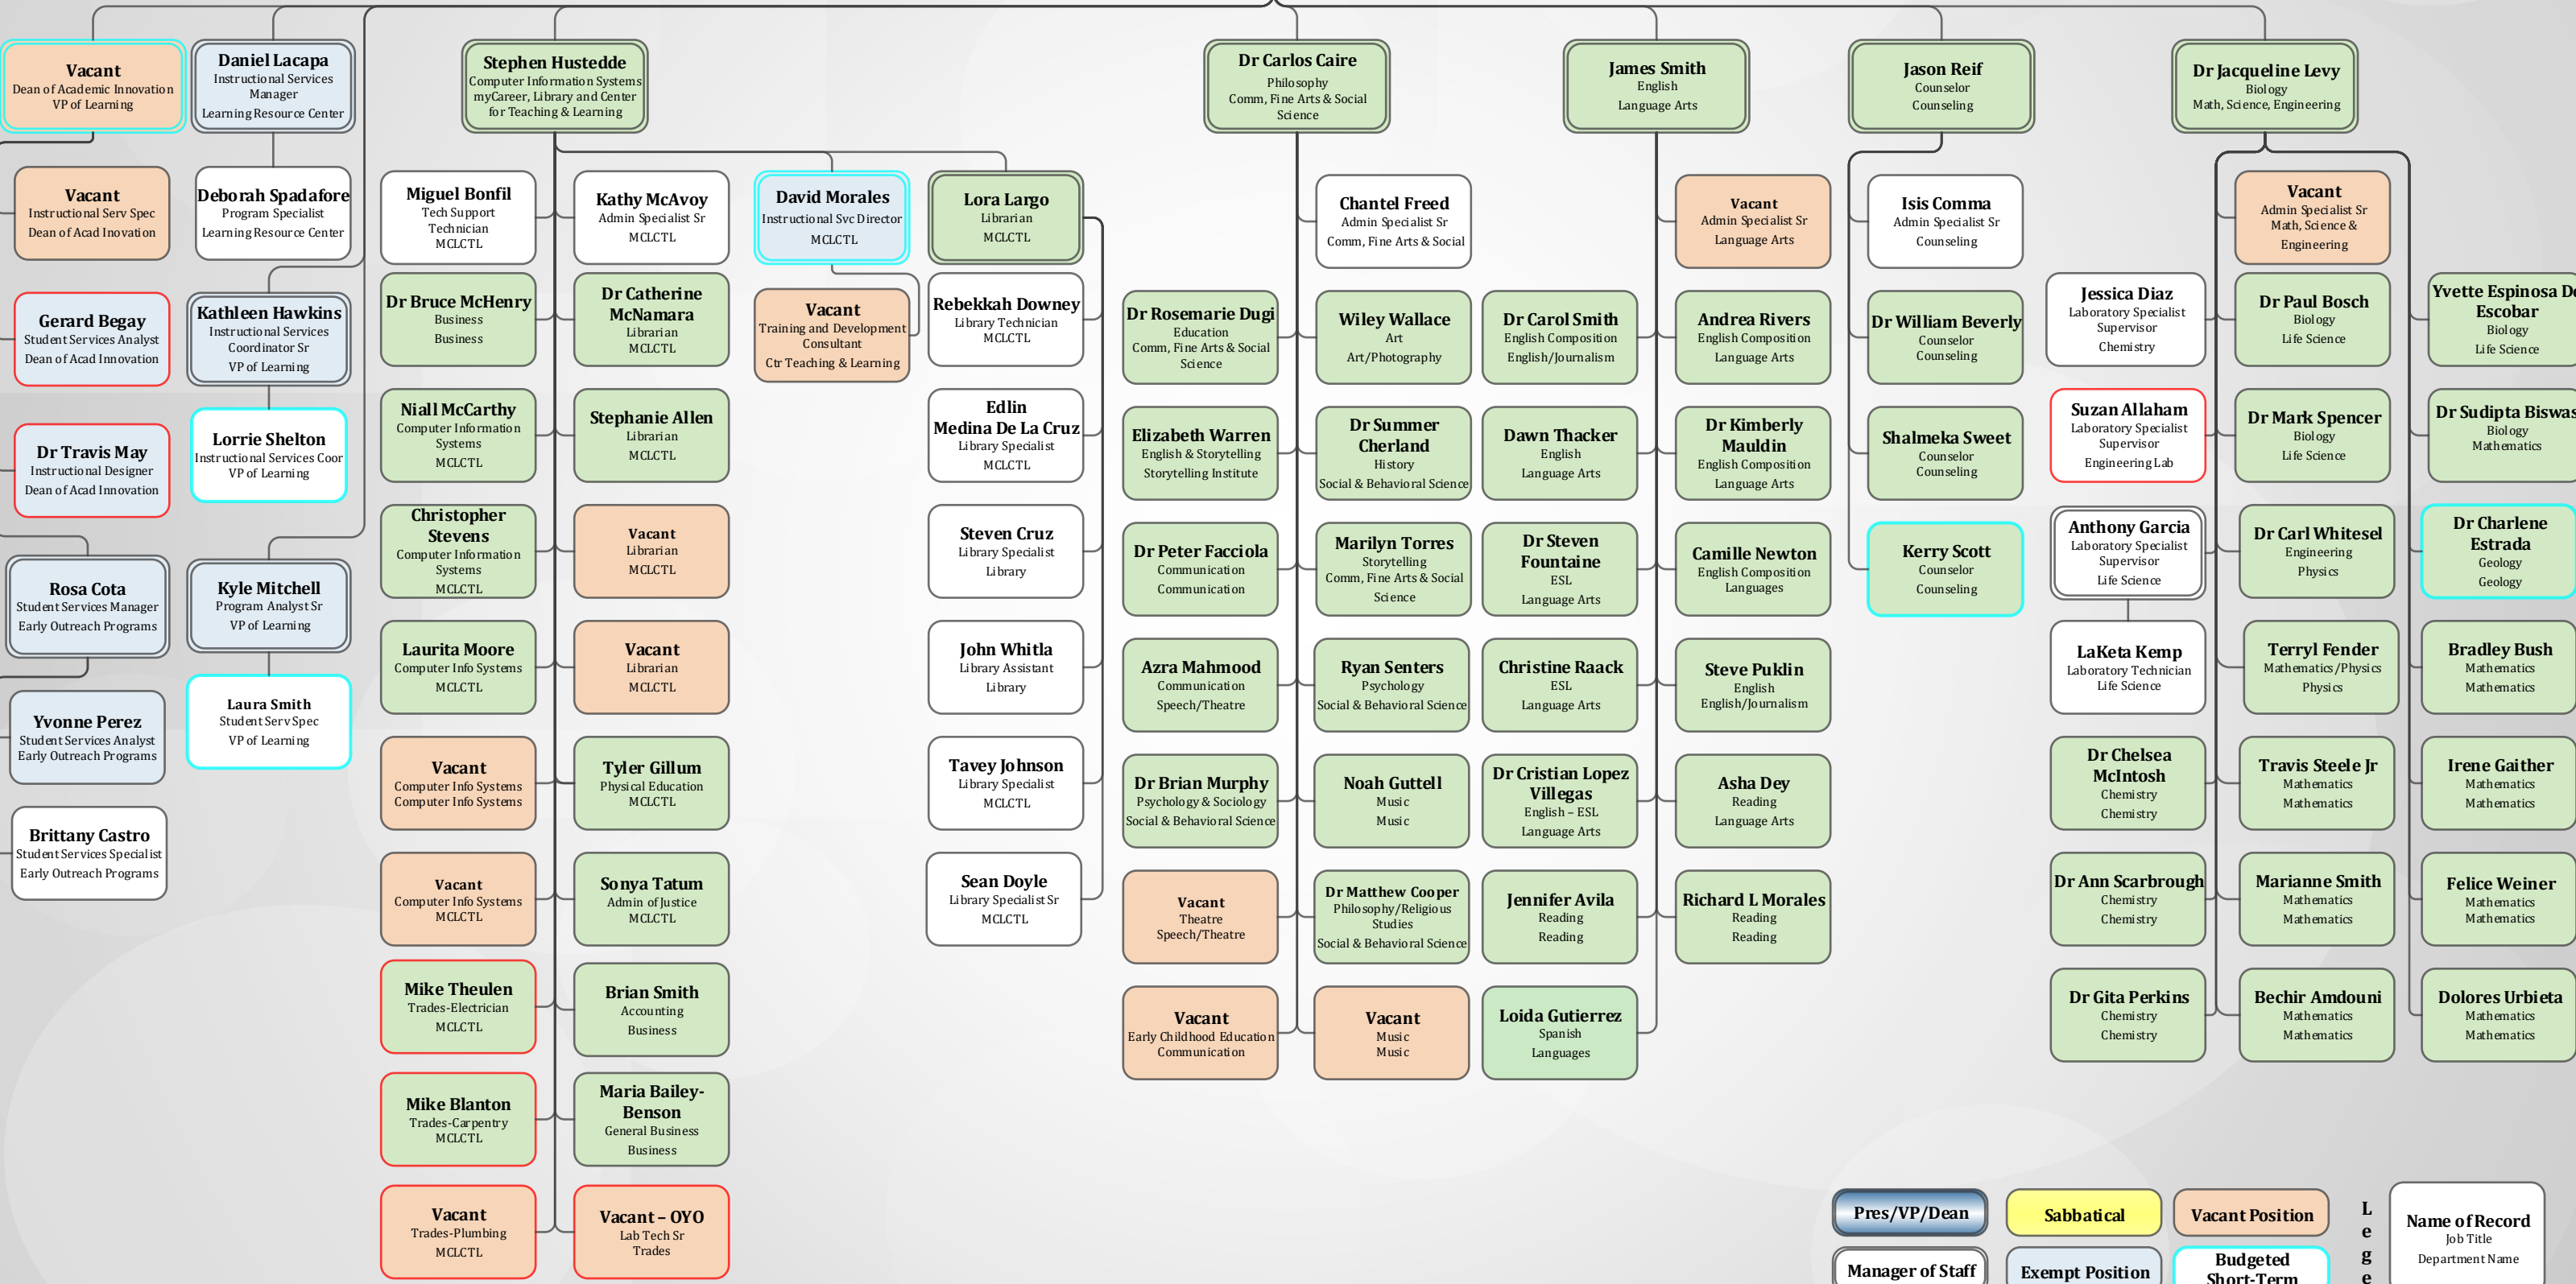 Vacant
Dean of Academic Innovation
VP of Learning
Daniel Lacapa
Instructional Services
Manager
Learning Resource Center
Stephen Hustedde
Computer Information Systems
myCareer, Library and Center
for Teaching & Learning
Dr Carlos Caire
Philosophy
Comm, Fine Arts & Social
Science
James Smith
English
Language Arts
Jason Reif
Counselor
Counseling
Dr Jacqueline Levy
Biology
Math, Science, Engineering
Vacant
Instructional Serv Spec
Dean of Acad Inovation
Gerard Begay
Student Services Analyst
Dean of Acad Innovation
Dr Travis May
Instructional Designer
Dean of Acad Innovation
Rosa Cota
Student Services Manager
Early Outreach Programs
Yvonne Perez
Student Services Analyst
Early Outreach Programs
Brittany Castro
Student Services Specialist
Early Outreach Programs
Deborah Spadafore
Program Specialist
Learning Resource Center
Kathleen Hawkins
Instructional Services
Coordinator Sr
VP of Learning
Lorrie Shelton
Instructional Services Coor
VP of Learning
Kyle Mitchell
Program Analyst Sr
VP of Learning
Laura Smith
Student Serv Spec
VP of Learning
Miguel Bonfil
Tech Support
Technician
MCLCTL
Dr Bruce McHenry
Business
Business
Niall McCarthy
Computer Information
Systems
MCLCTL
Christopher
Stevens
Computer Information
Systems
MCLCTL
Laurita Moore
Computer Info Systems
MCLCTL
Vacant
Computer Info Systems
Computer Info Systems
Vacant
Computer Info Systems
MCLCTL
Mike Theulen
Trades-Electrician
MCLCTL
Mike Blanton
Trades-Carpentry
MCLCTL
Vacant
Trades-Plumbing
MCLCTL
Kathy McAvoy
Admin Specialist Sr
MCLCTL
Dr Catherine
McNamara
Librarian
MCLCTL
Stephanie Allen
Librarian
MCLCTL
Vacant
Librarian
MCLCTL
Vacant
Librarian
MCLCTL
Tyler Gillum
Physical Education
MCLCTL
Sonya Tatum
Admin of Justice
MCLCTL
Brian Smith
Accounting
Business
Maria Bailey-
Benson
General Business
Business
Vacant – OYO
Lab Tech Sr
Trades
David Morales
Instructional Svc Director
MCLCTL
Vacant
Training and Development
Consultant
Ctr Teaching & Learning
Lora Largo
Librarian
MCLCTL
Rebekkah Downey
Library Technician
MCLCTL
Edlin
Medina De La Cruz
Library Specialist
MCLCTL
Steven Cruz
Library Specialist
Library
John Whitla
Library Assistant
Library
Tavey Johnson
Library Specialist
MCLCTL
Sean Doyle
Library Specialist Sr
MCLCTL
Dr Rosemarie Dugi
Education
Comm, Fine Arts & Social
Science
Elizabeth Warren
English & Storytelling
Storytelling Institute
Dr Peter Facciola
Communication
Communication
Azra Mahmood
Communication
Speech/Theatre
Dr Brian Murphy
Psychology & Sociology
Social & Behavioral Science
Vacant
Theatre
Speech/Theatre
Vacant
Early Childhood Education
Communication
Chantel Freed
Admin Specialist Sr
Comm, Fine Arts & Social
Wiley Wallace
Art
Art/Photography
Dr Summer
Cherland
History
Social & Behavioral Science
Marilyn Torres
Storytelling
Comm, Fine Arts & Social
Science
Ryan Senters
Psychology
Social & Behavioral Science
Noah Guttell
Music
Music
Dr Matthew Cooper
Philosophy/Religious
Studies
Social & Behavioral Science
Vacant
Music
Music
Dr Carol Smith
English Composition
English/Journalism
Dawn Thacker
English
Language Arts
Dr Steven
Fountaine
ESL
Language Arts
Christine Raack
ESL
Language Arts
Dr Cristian Lopez
Villegas
English – ESL
Language Arts
Jennifer Avila
Reading
Reading
Loida Gutierrez
Spanish
Languages
Vacant
Admin Specialist Sr
Language Arts
Andrea Rivers
English Composition
Language Arts
Dr Kimberly
Mauldin
English Composition
Language Arts
Camille Newton
English Composition
Languages
Steve Puklin
English
English/Journalism
Asha Dey
Reading
Language Arts
Richard L Morales
Reading
Reading
Isis Comma
Admin Specialist Sr
Counseling
Dr William Beverly
Counselor
Counseling
Shalmeka Sweet
Counselor
Counseling
Kerry Scott
Counselor
Counseling
Jessica Diaz
Laboratory Specialist
Supervisor
Chemistry
Suzan Allaham
Laboratory Specialist
Supervisor
Engineering Lab
Anthony Garcia
Laboratory Specialist
Supervisor
Life Science
LaKeta Kemp
Laboratory Technician
Life Science
Dr Chelsea
McIntosh
Chemistry
Chemistry
Dr Ann Scarbrough
Chemistry
Chemistry
Dr Gita Perkins
Chemistry
Chemistry
Vacant
Admin Specialist Sr
Math, Science &
Engineering
Dr Paul Bosch
Biology
Life Science
Dr Mark Spencer
Biology
Life Science
Dr Carl Whitesel
Engineering
Physics
Terryl Fender
Mathematics/Physics
Physics
Travis Steele Jr
Mathematics
Mathematics
Marianne Smith
Mathematics
Mathematics
Bechir Amdouni
Mathematics
Mathematics
Yvette Espinosa De
Escobar
Biology
Life Science
Dr Sudipta Biswas
Biology
Mathematics
Dr Charlene
Estrada
Geology
Geology
Bradley Bush
Mathematics
Mathematics
Irene Gaither
Mathematics
Mathematics
Felice Weiner
Mathematics
Mathematics
Dolores Urbieta
Mathematics
Mathematics
Pres/VP/Dean
Sabbatical
Vacant Position
Manager of Staff
Exempt Position
Budgeted
Short-Term
L
e
g
e
Name of Record
Job Title
Department Name